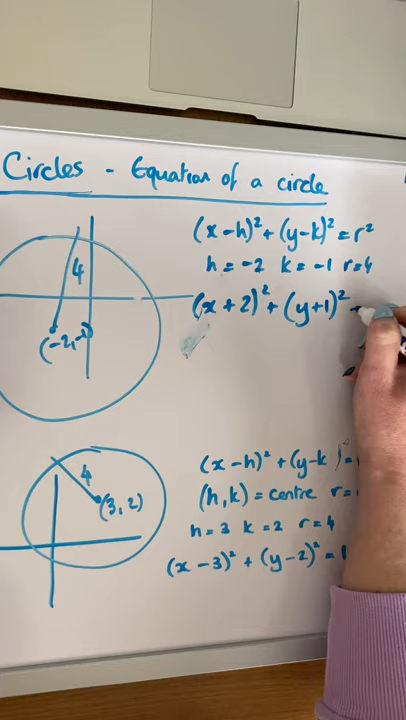 Circles - Equation of a circle
(x-h)² + (y-k)² = r²
h = -2 k = -1 r = 4
4
(x + 2)² + (y+1)²
(-2,-1)
(x-h)² + (y-k)² =
4
(h, k) = centre r =
(3, 2)
h = 3 k = 2 r = 4
(x-3)² + (y-2)² =